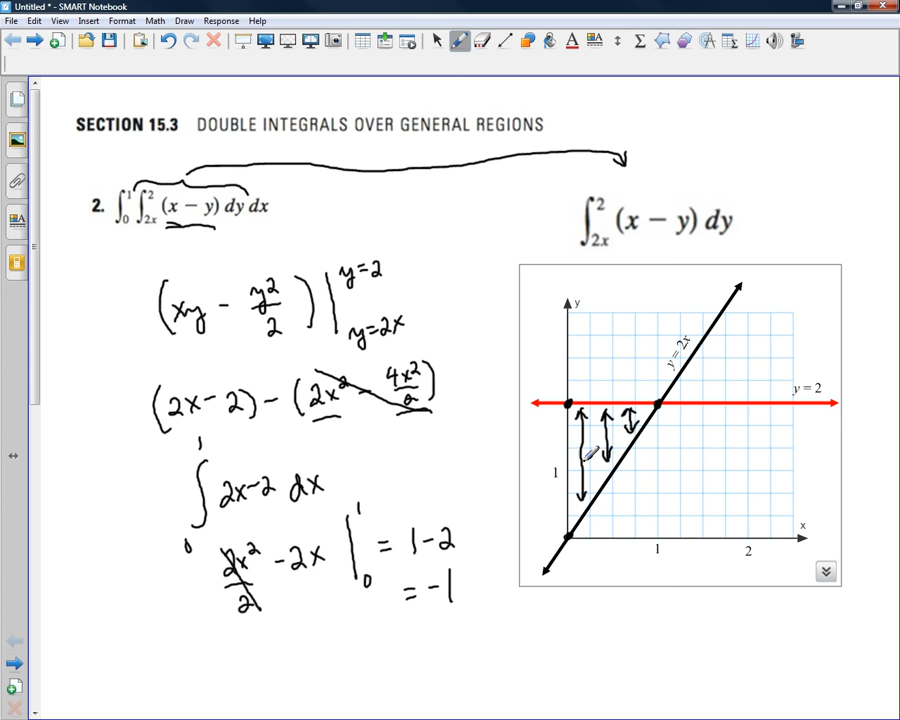 Untitled * - SMART Notebook
File Edit View Insert Format Math Draw Response Help
SECTION 15.3 DOUBLE INTEGRALS OVER GENERAL REGIONS
2. ∫₀¹ ∫₂ₓ² (x − y) dy dx
∫₂ₓ² (x − y) dy
(xy − y²/2) | y=2 y=2x
(2x − 2) − (2x² − 4x²/2)
∫₀¹ 2x−2 dx
2x²/2 − 2x |₀¹ = 1−2
= −1
y
y = 2x
y = 2
1
x
1 2